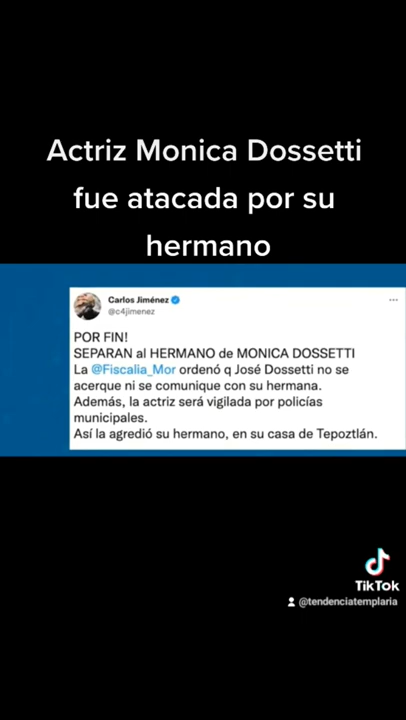 Actriz Monica Dossetti
fue atacada por su
hermano
Carlos Jiménez
@c4jimenez
POR FIN!
SEPARAN al HERMANO de MONICA DOSSETTI
La @Fiscalia_Mor ordenó q José Dossetti no se
acerque ni se comunique con su hermana.
Además, la actriz será vigilada por policías
municipales.
Así la agredió su hermano, en su casa de Tepoztlán.
TikTok
@tendenciatemplaria